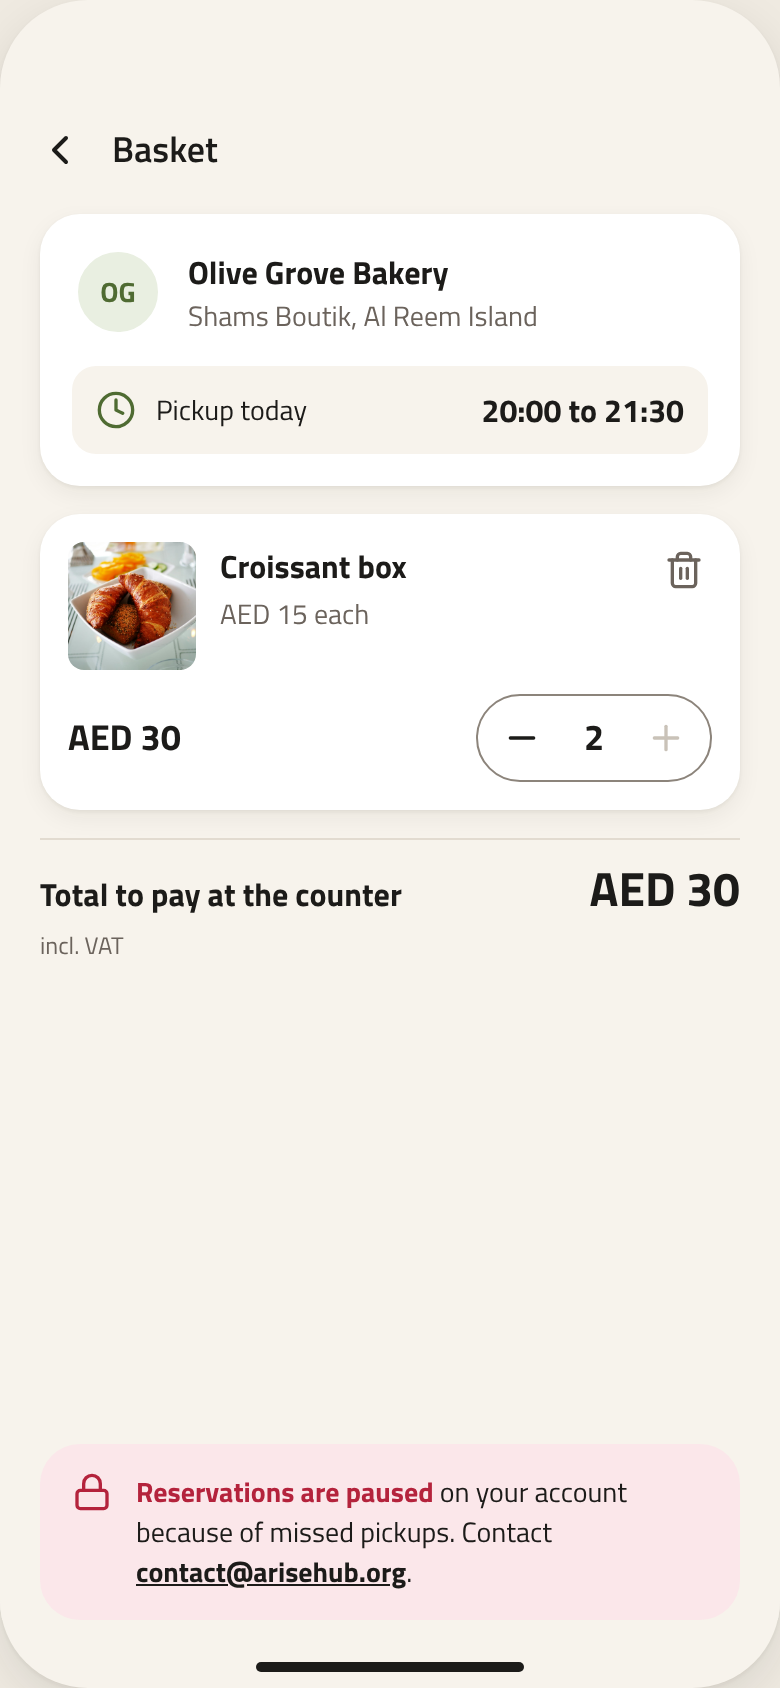 Basket
OG
Olive Grove Bakery
Shams Boutik, Al Reem Island
Pickup today
20:00 to 21:30
Croissant box
AED 15 each
AED 30
2
Total to pay at the counter
AED 30
incl. VAT
Reservations are paused on your account
because of missed pickups. Contact
contact@arisehub.org.